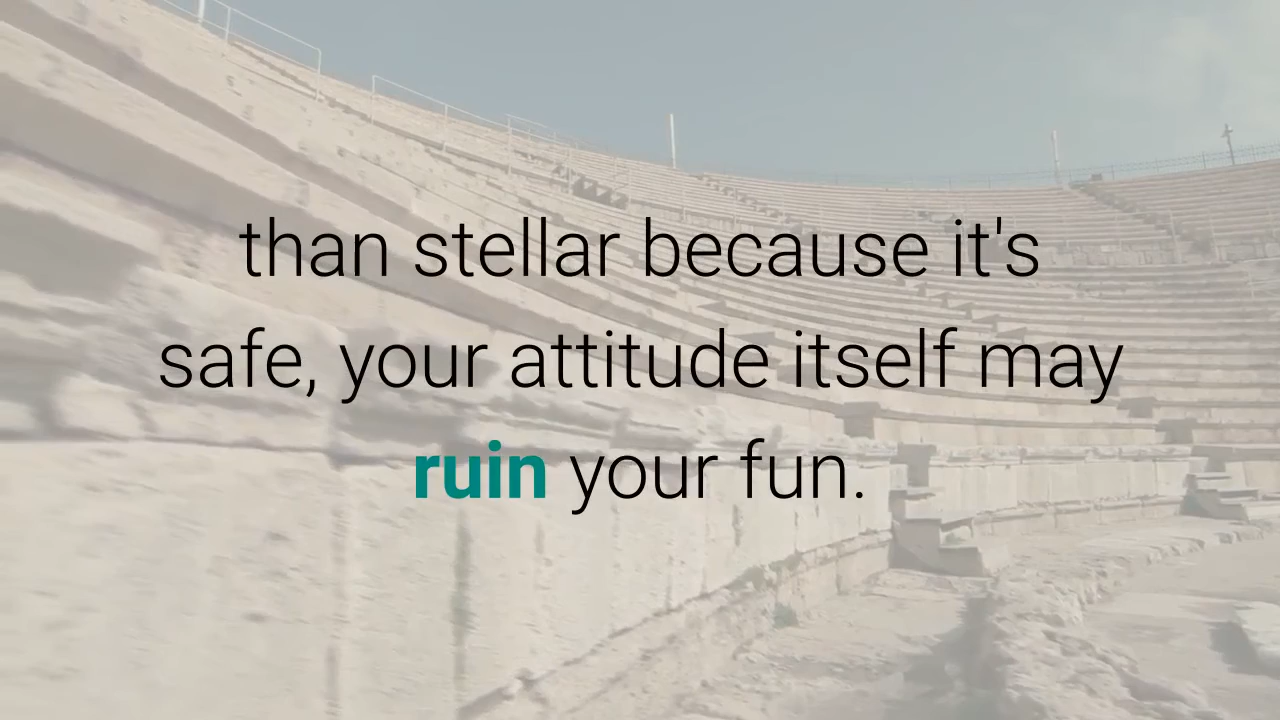 than stellar because it's
safe, your attitude itself may
ruin your fun.